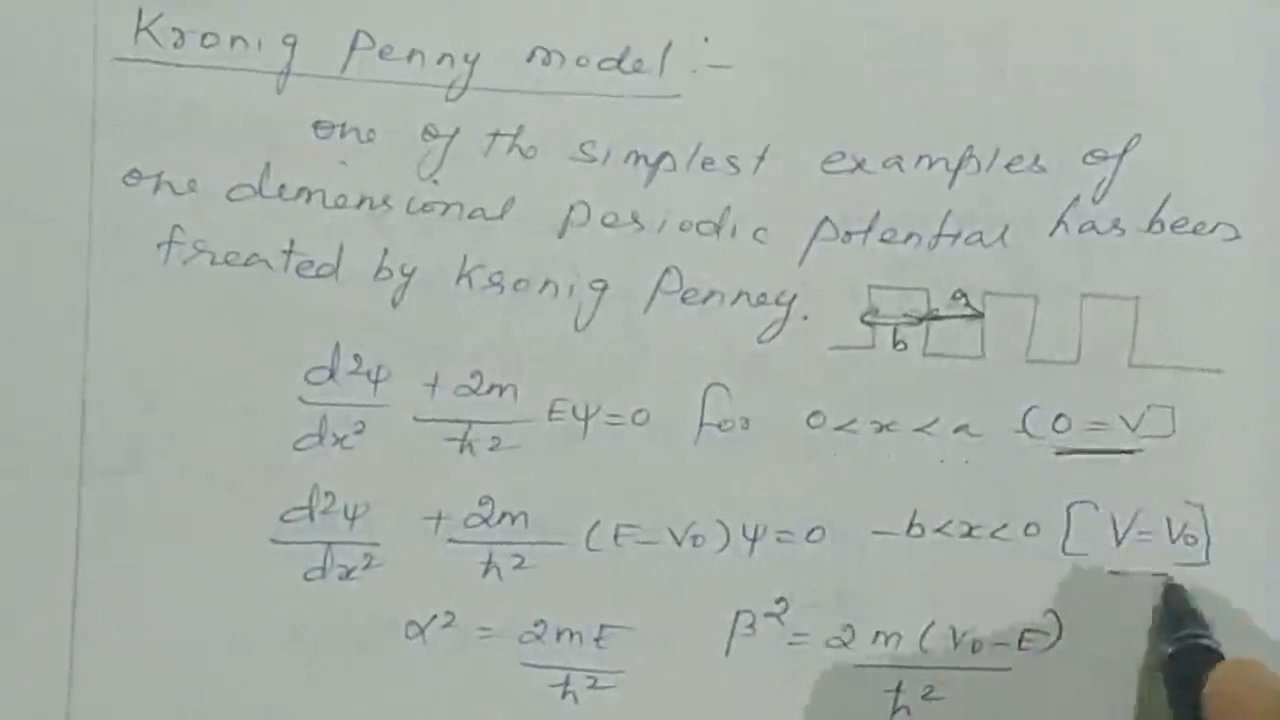 Kronig Penny model :-
one of the simplest examples of
one dimensional periodic potential has been
treated by Kronig Penney.
a
b
d²ψ/dx² + 2m/ħ² Eψ=0 for 0<x<a [0=V]
d²ψ/dx² + 2m/ħ² (E-V₀)ψ=0 -b<x<0 [V=V₀]
α² = 2mE/ħ² β² = 2m(V₀-E)/ħ²